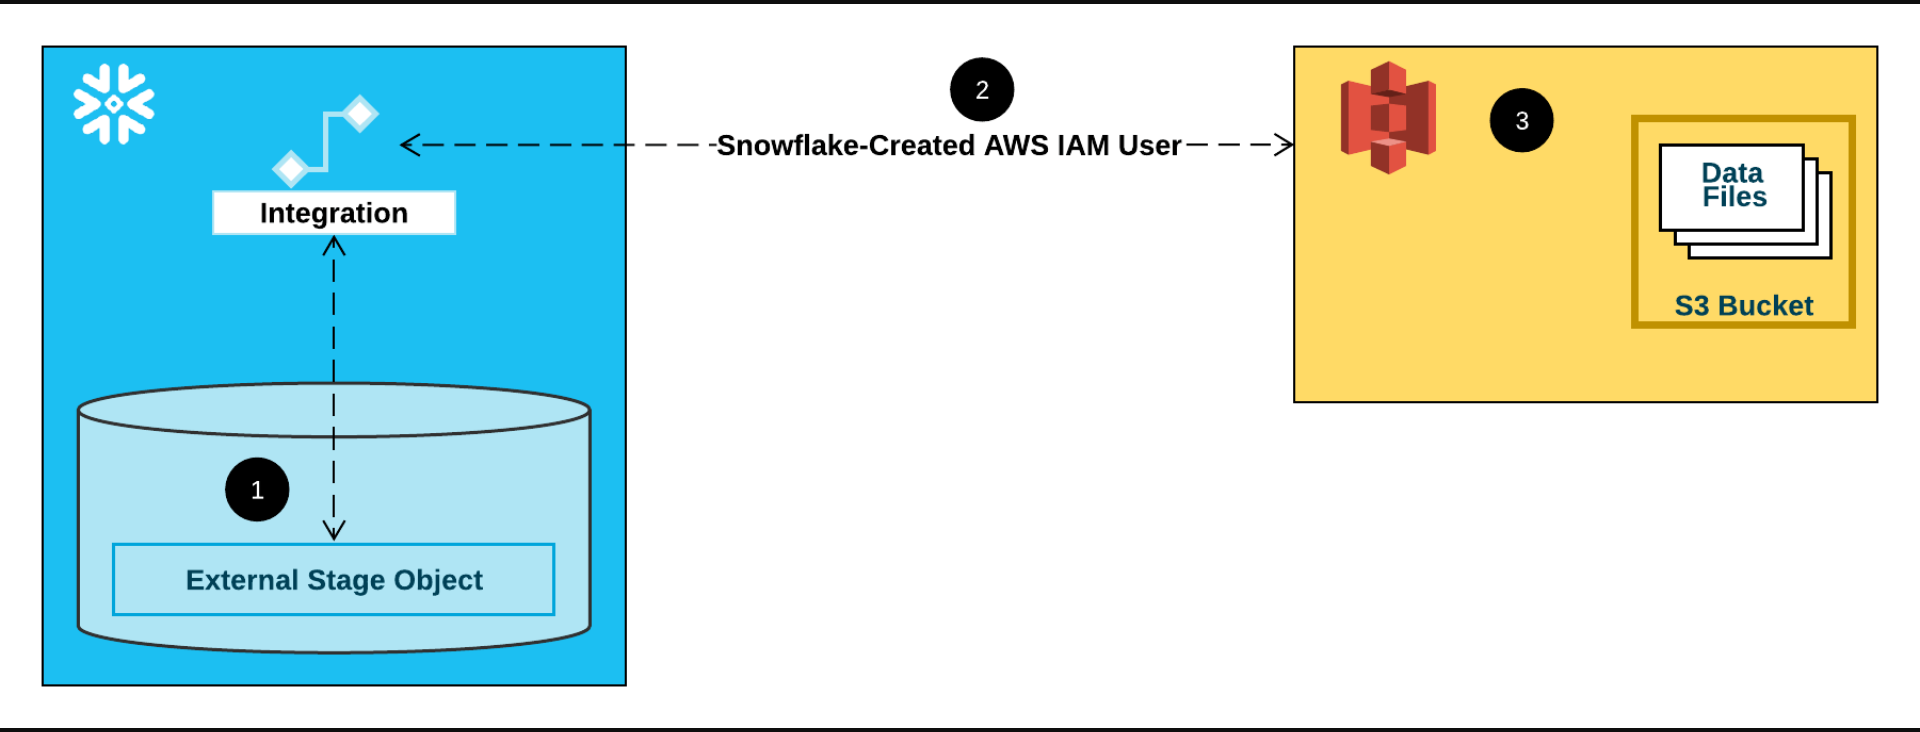 2
Snowflake-Created AWS IAM User
3
Data
Files
S3 Bucket
Integration
1
External Stage Object